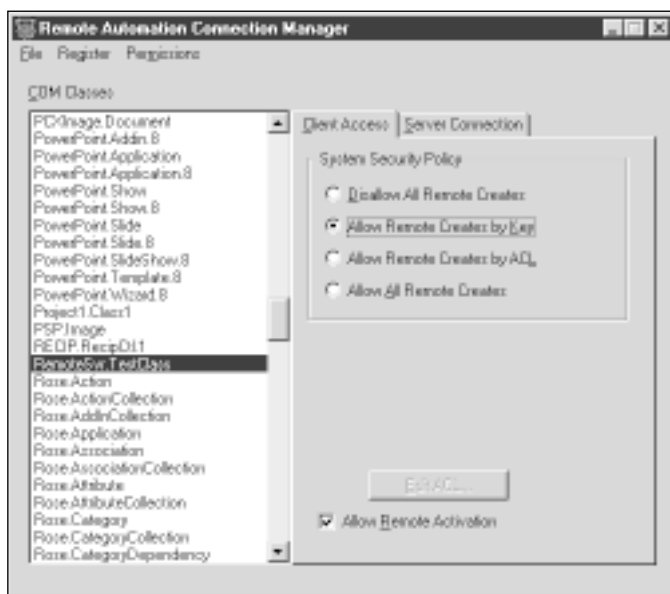 Remote Automation Connection Manager
File Register Permissions
COM Classes
PCXImage.Document
PowerPoint.Addin.8
PowerPoint.Application
PowerPoint.Application.8
PowerPoint.Show
PowerPoint.Show.8
PowerPoint.Slide
PowerPoint.Slide.8
PowerPoint.SlideShow.8
PowerPoint.Template.8
PowerPoint.Wizard.8
Project1.Class1
PSP.Image
RECIP.RecipDl.1
RemoteSvr.TestClass
Rose.Action
Rose.ActionCollection
Rose.AddInCollection
Rose.Application
Rose.Association
Rose.AssociationCollection
Rose.Attribute
Rose.AttributeCollection
Rose.Category
Rose.CategoryCollection
Rose.CategoryDependency
Client Access Server Connection
System Security Policy
Disallow All Remote Creates
Allow Remote Creates by Key
Allow Remote Creates by ACL
Allow All Remote Creates
Edit ACL...
Allow Remote Activation